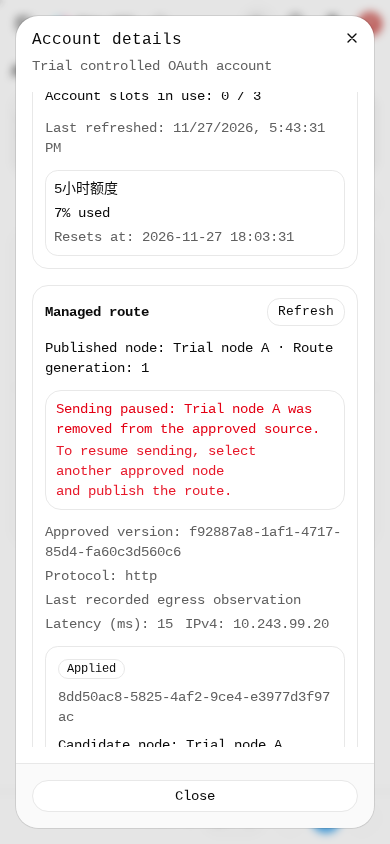 Account details
Trial controlled OAuth account
Account slots in use: 0 / 3
Last refreshed: 11/27/2026, 5:43:31
PM
5小时额度
7% used
Resets at: 2026-11-27 18:03:31
Managed route
Refresh
Published node: Trial node A · Route
generation: 1
Sending paused: Trial node A was
removed from the approved source.
To resume sending, select
another approved node
and publish the route.
Approved version: f92887a8-1af1-4717-
85d4-fa60c3d560c6
Protocol: http
Last recorded egress observation
Latency (ms): 15 IPv4: 10.243.99.20
Applied
8dd50ac8-5825-4af2-9ce4-e3977d3f97
ac
Candidate node: Trial node A
Close